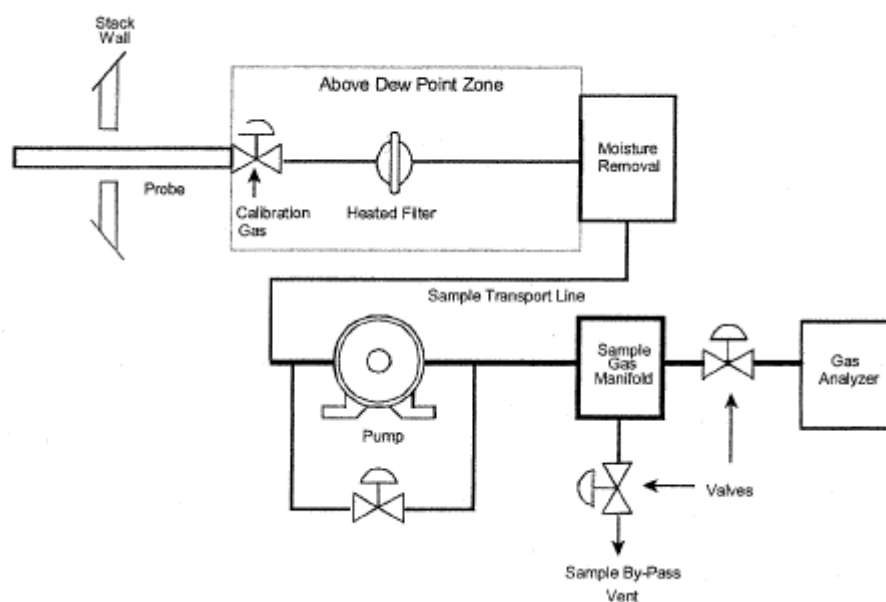 Stack
Wall
Above Dew Point Zone
Moisture
Removal
Probe
Calibration
Gas
Heated Filter
Sample Transport Line
Sample
Gas
Manifold
Gas
Analyzer
Pump
Valves
Sample By-Pass
Vent